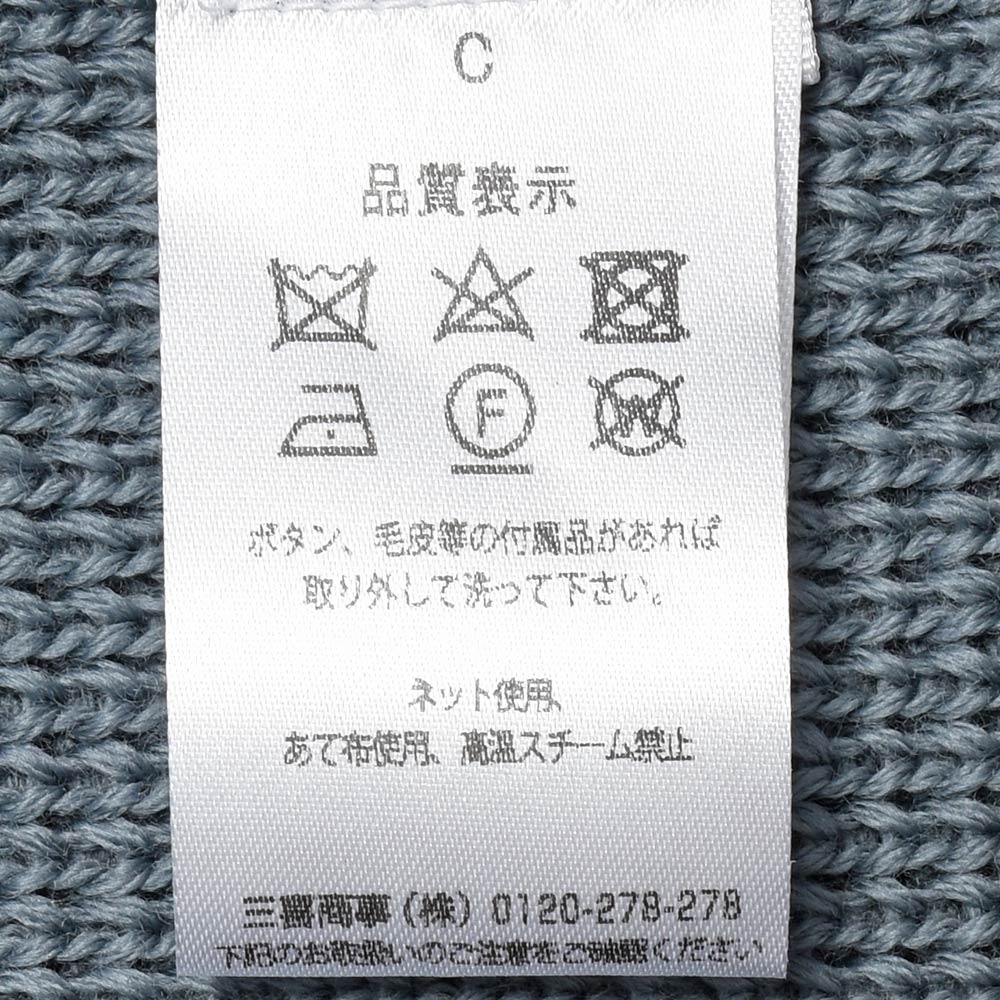 C
品質表示
F
W
ボタン、毛皮等の付属品があれば
取り外して洗って下さい。
ネット使用、
あて布使用、高温スチーム禁止
三喜商事（株）0120-278-278
下記のお取扱いのご注意をご確認ください